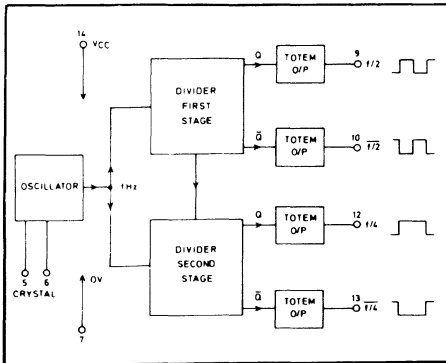 14
VCC
OSCILLATOR
5 6
CRYSTAL
f Hz
0V
7
DIVIDER
FIRST
STAGE
DIVIDER
SECOND
STAGE
Q
TOTEM
O/P
9
f/2
Q̅
TOTEM
O/P
10
f/2̅
Q
TOTEM
O/P
12
f/4
Q̅
TOTEM
O/P
13
f/4̅